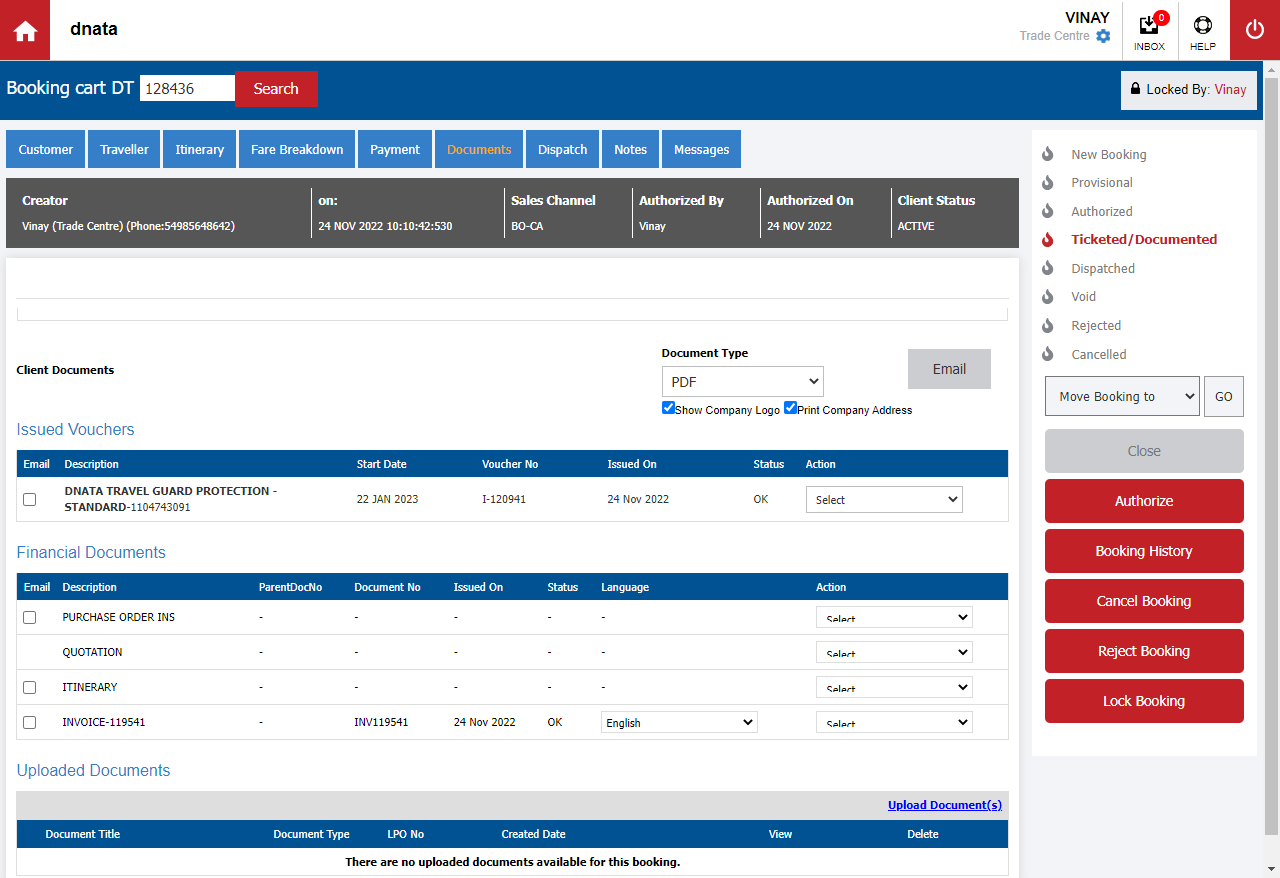 dnata
VINAY
Trade Centre
0
INBOX
HELP
Booking cart DT 128436 Search
Locked By: Vinay
Customer Traveller Itinerary Fare Breakdown Payment Documents Dispatch Notes Messages
Creator on: Sales Channel Authorized By Authorized On Client Status
Vinay (Trade Centre) (Phone:54985648642) 24 NOV 2022 10:10:42:530 BO-CA Vinay 24 NOV 2022 ACTIVE
Client Documents
Document Type
PDF
Email
Show Company Logo Print Company Address
Issued Vouchers
Email Description Start Date Voucher No Issued On Status Action
DNATA TRAVEL GUARD PROTECTION -
STANDARD-1104743091 22 JAN 2023 I-120941 24 Nov 2022 OK Select
Financial Documents
Email Description ParentDocNo Document No Issued On Status Language Action
PURCHASE ORDER INS - - - - - Select
QUOTATION - - - - - Select
ITINERARY - - - - - Select
INVOICE-119541 - INV119541 24 Nov 2022 OK English Select
Uploaded Documents
Upload Document(s)
Document Title Document Type LPO No Created Date View Delete
There are no uploaded documents available for this booking.
New Booking
Provisional
Authorized
Ticketed/Documented
Dispatched
Void
Rejected
Cancelled
Move Booking to GO
Close
Authorize
Booking History
Cancel Booking
Reject Booking
Lock Booking